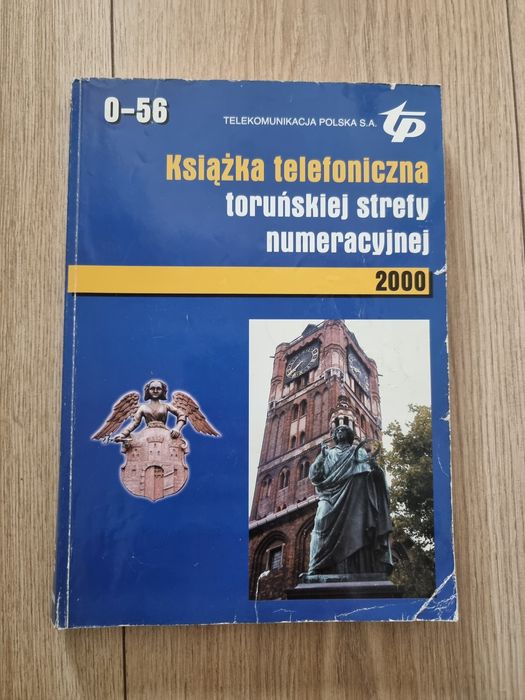 0-56
TELEKOMUNIKACJA POLSKA S.A. tp
Książka telefoniczna
toruńskiej strefy
numeracyjnej
2000